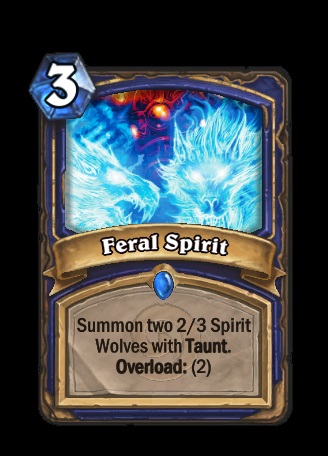 3
Feral Spirit
Summon two 2/3 Spirit
Wolves with Taunt.
Overload: (2)